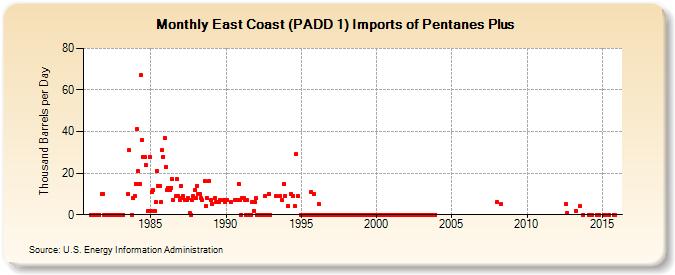 Monthly East Coast (PADD 1) Imports of Pentanes Plus
Thousand Barrels per Day
80
60
40
20
0
1985 1990 1995 2000 2005 2010 2015
Source: U.S. Energy Information Administration